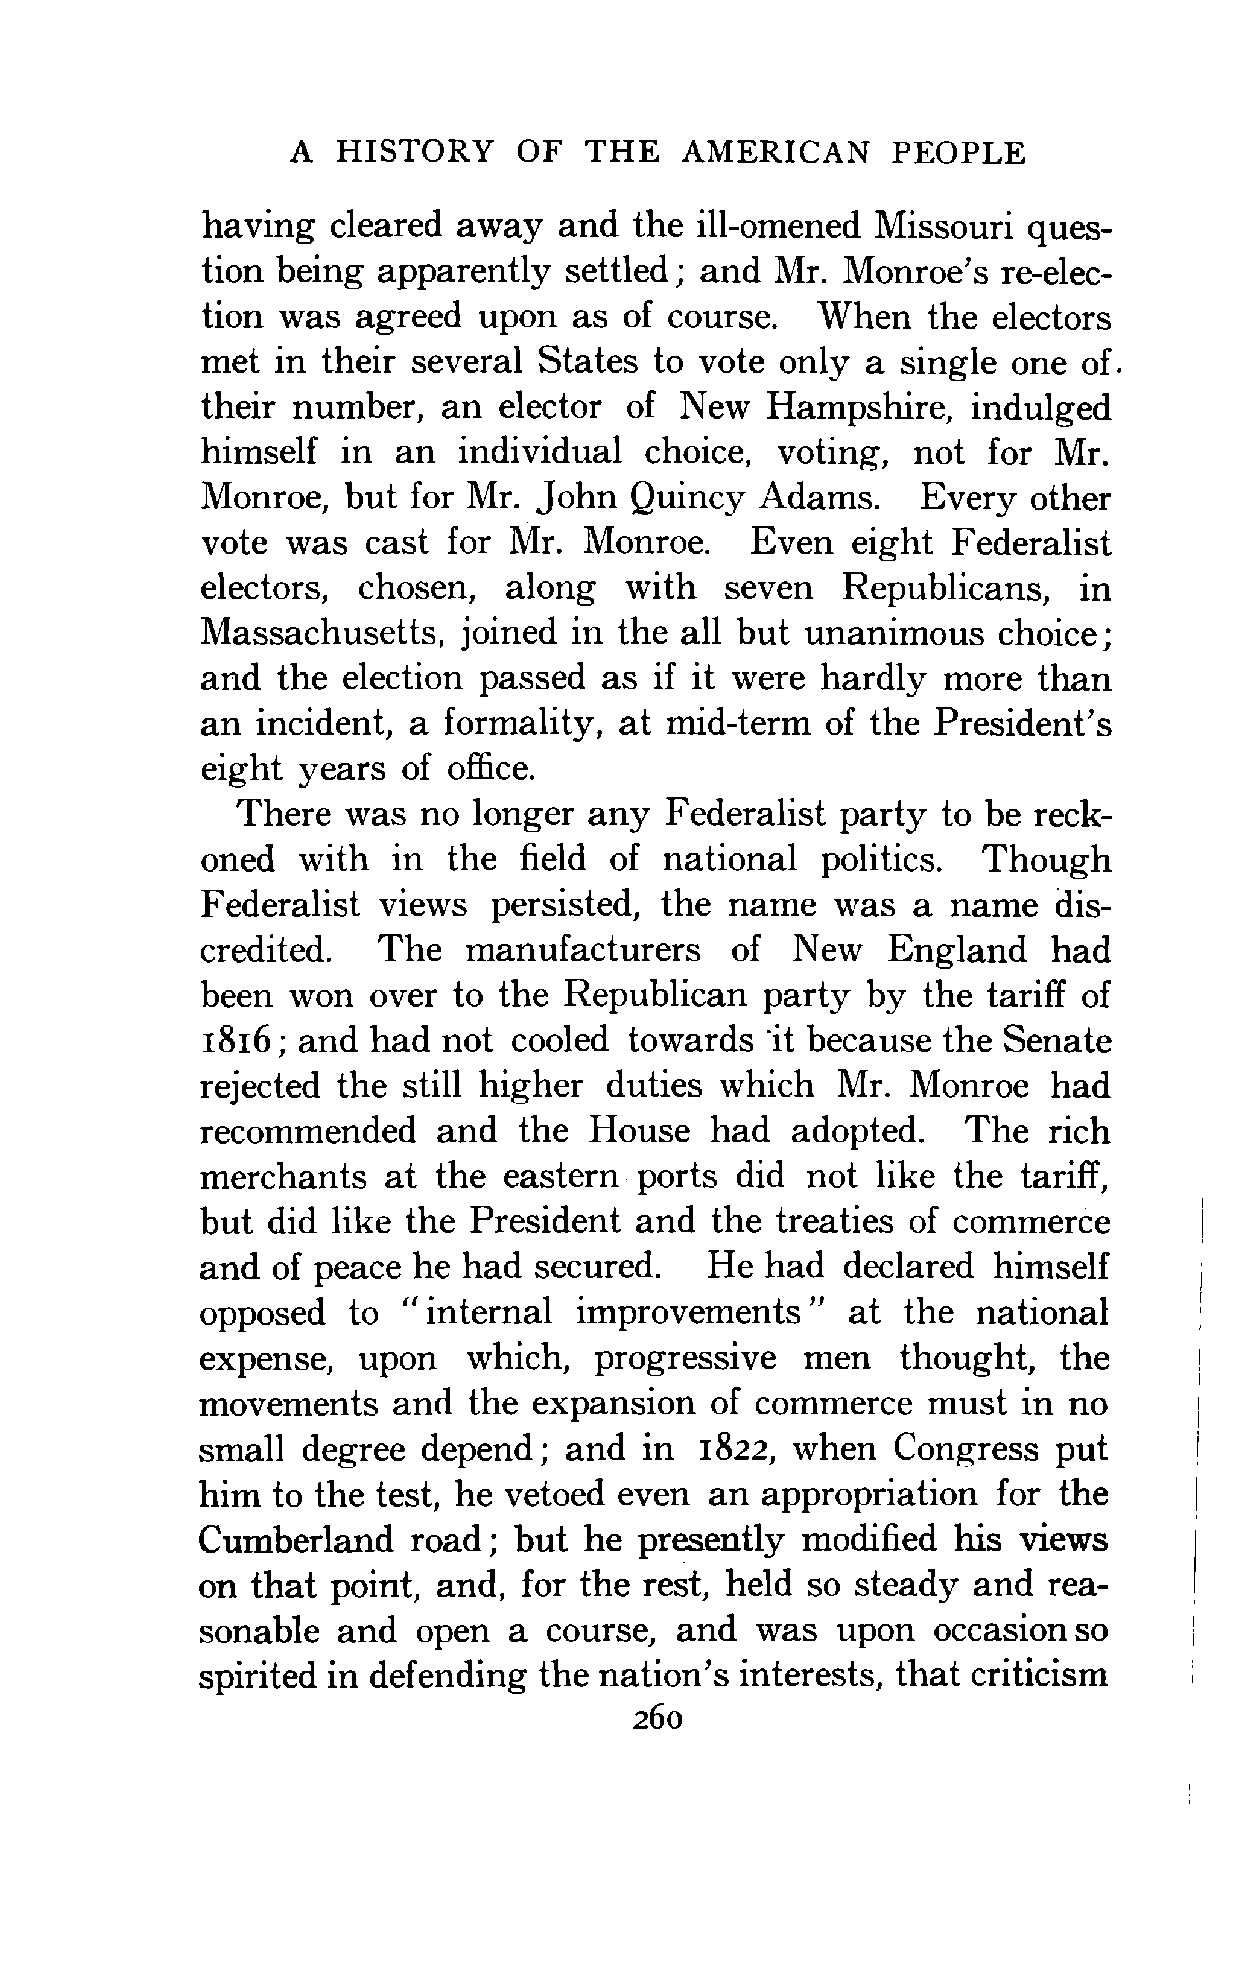 A HISTORY OF THE AMERICAN PEOPLE
having cleared away and the ill-omened Missouri ques-
tion being apparently settled; and Mr. Monroe's re-elec-
tion was agreed upon as of course. When the electors
met in their several States to vote only a single one of
their number, an elector of New Hampshire, indulged
himself in an individual choice, voting, not for Mr.
Monroe, but for Mr. John Quincy Adams. Every other
vote was cast for Mr. Monroe. Even eight Federalist
electors, chosen, along with seven Republicans, in
Massachusetts, joined in the all but unanimous choice;
and the election passed as if it were hardly more than
an incident, a formality, at mid-term of the President's
eight years of office.
There was no longer any Federalist party to be reck-
oned with in the field of national politics. Though
Federalist views persisted, the name was a name dis-
credited. The manufacturers of New England had
been won over to the Republican party by the tariff of
1816; and had not cooled towards it because the Senate
rejected the still higher duties which Mr. Monroe had
recommended and the House had adopted. The rich
merchants at the eastern ports did not like the tariff,
but did like the President and the treaties of commerce
and of peace he had secured. He had declared himself
opposed to "internal improvements" at the national
expense, upon which, progressive men thought, the
movements and the expansion of commerce must in no
small degree depend; and in 1822, when Congress put
him to the test, he vetoed even an appropriation for the
Cumberland road; but he presently modified his views
on that point, and, for the rest, held so steady and rea-
sonable and open a course, and was upon occasion so
spirited in defending the nation's interests, that criticism
260